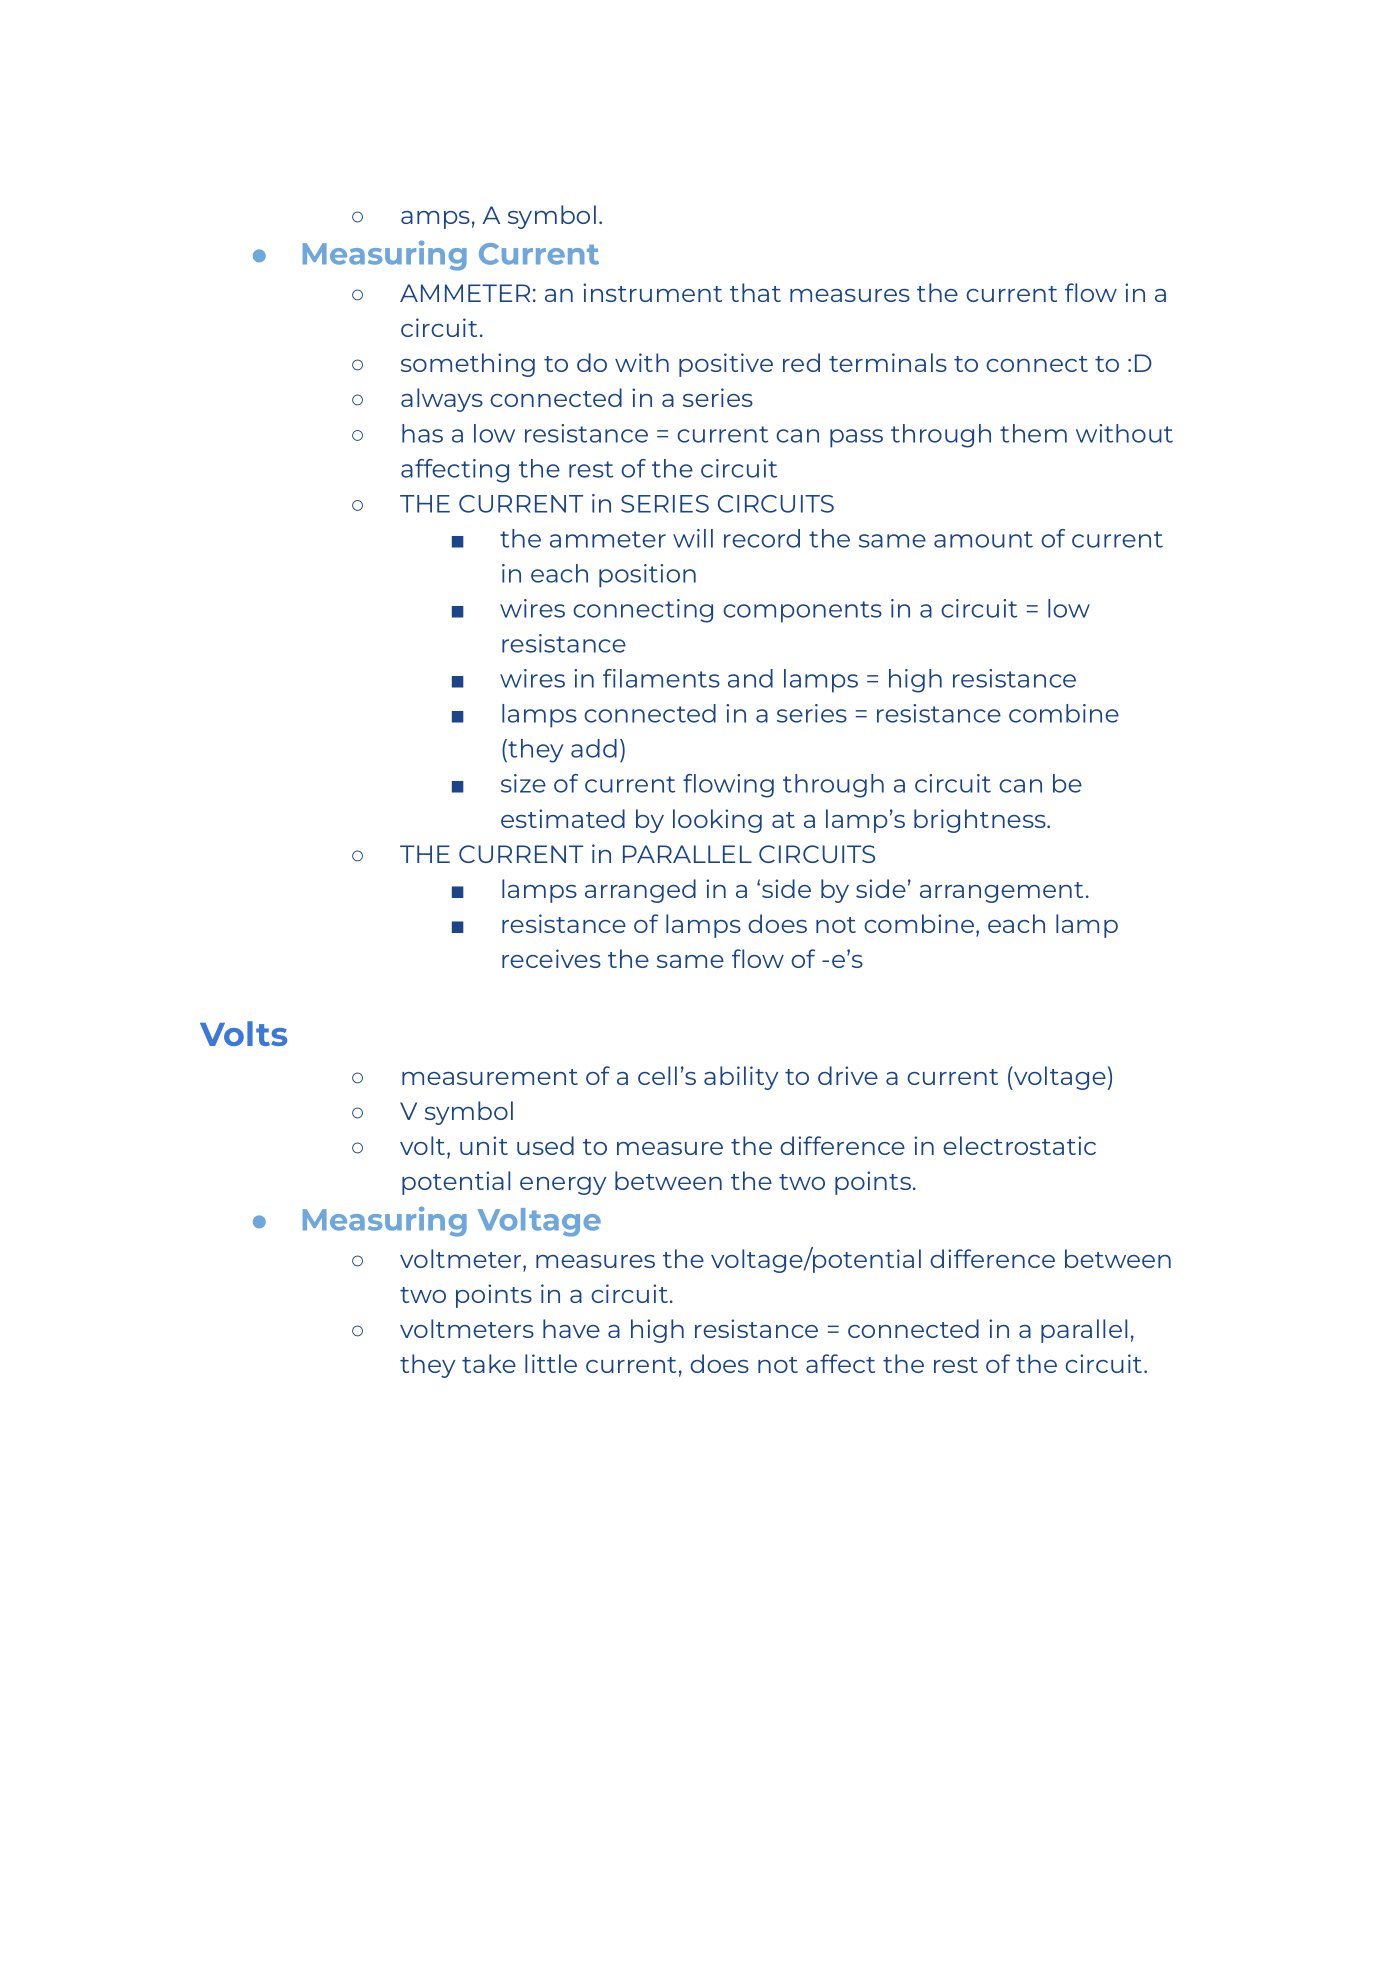 ○ amps, A symbol.
● Measuring Current
○ AMMETER: an instrument that measures the current flow in a
circuit.
○ something to do with positive red terminals to connect to :D
○ always connected in a series
○ has a low resistance = current can pass through them without
affecting the rest of the circuit
○ THE CURRENT in SERIES CIRCUITS
■ the ammeter will record the same amount of current
in each position
■ wires connecting components in a circuit = low
resistance
■ wires in filaments and lamps = high resistance
■ lamps connected in a series = resistance combine
(they add)
■ size of current flowing through a circuit can be
estimated by looking at a lamp’s brightness.
○ THE CURRENT in PARALLEL CIRCUITS
■ lamps arranged in a ‘side by side’ arrangement.
■ resistance of lamps does not combine, each lamp
receives the same flow of -e’s
Volts
○ measurement of a cell’s ability to drive a current (voltage)
○ V symbol
○ volt, unit used to measure the difference in electrostatic
potential energy between the two points.
● Measuring Voltage
○ voltmeter, measures the voltage/potential difference between
two points in a circuit.
○ voltmeters have a high resistance = connected in a parallel,
they take little current, does not affect the rest of the circuit.